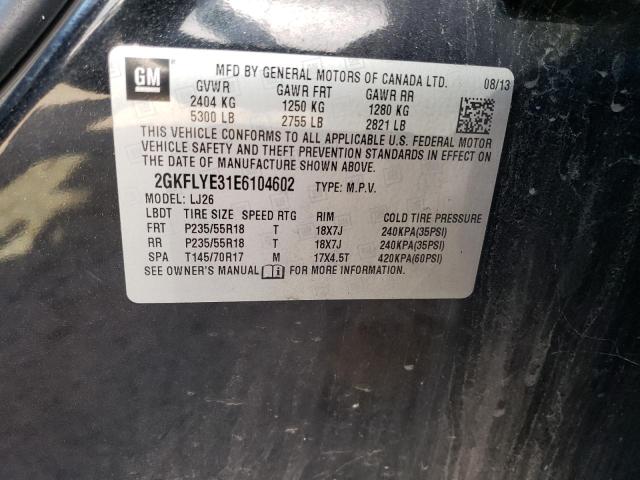 GM
MFD BY GENERAL MOTORS OF CANADA LTD. 08/13
GVWR GAWR FRT GAWR RR
2404 KG 1250 KG 1280 KG
5300 LB 2755 LB 2821 LB
THIS VEHICLE CONFORMS TO ALL APPLICABLE U.S. FEDERAL MOTOR
VEHICLE SAFETY AND THEFT PREVENTION STANDARDS IN EFFECT ON
THE DATE OF MANUFACTURE SHOWN ABOVE.
2GKFLYE31E6104602 TYPE: M.P.V.
MODEL: LJ26
LBDT TIRE SIZE SPEED RTG RIM COLD TIRE PRESSURE
FRT P235/55R18 T 18X7J 240KPA(35PSI)
RR P235/55R18 T 18X7J 240KPA(35PSI)
SPA T145/70R17 M 17X4.5T 420KPA(60PSI)
SEE OWNER'S MANUAL FOR MORE INFORMATION.